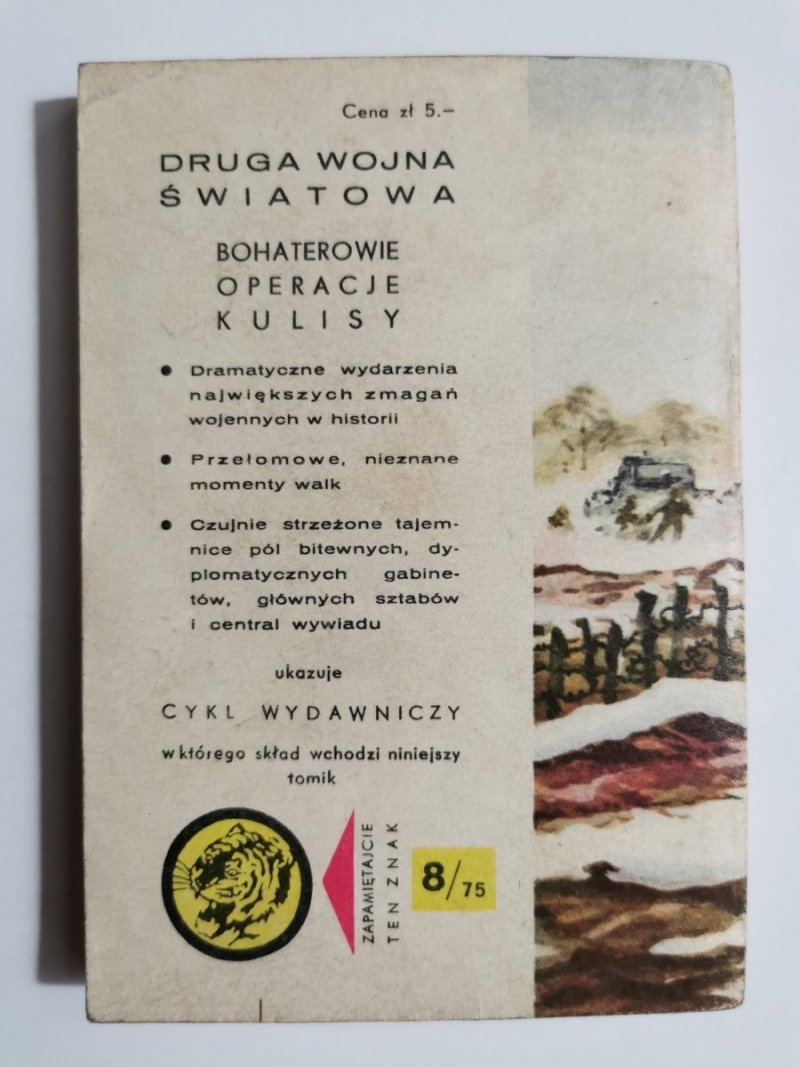 Cena zł 5.—
DRUGA WOJNA
ŚWIATOWA
BOHATEROWIE
OPERACJE
KULISY
● Dramatyczne wydarzenia
największych zmagań
wojennych w historii
● Przełomowe, nieznane
momenty walk
● Czujnie strzeżone tajem-
nice pól bitewnych, dy-
plomatycznych gabine-
tów, głównych sztabów
i central wywiadu
ukazuje
CYKL WYDAWNICZY
w którego skład wchodzi niniejszy
tomik
ZAPAMIĘTAJCIE
TEN ZNAK
8/75